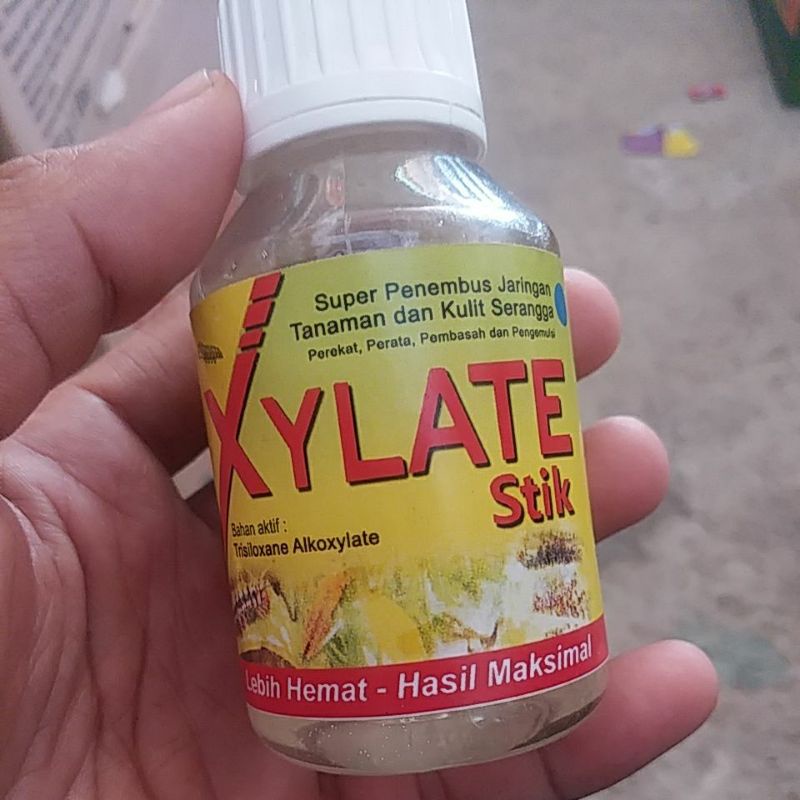 Super Penembus Jaringan
Tanaman dan Kulit Serangga
Perekat, Perata, Pembasah dan Pengemulsi
XYLATE
Stik
Bahan aktif :
Trisiloxane Alkoxylate
Lebih Hemat - Hasil Maksimal